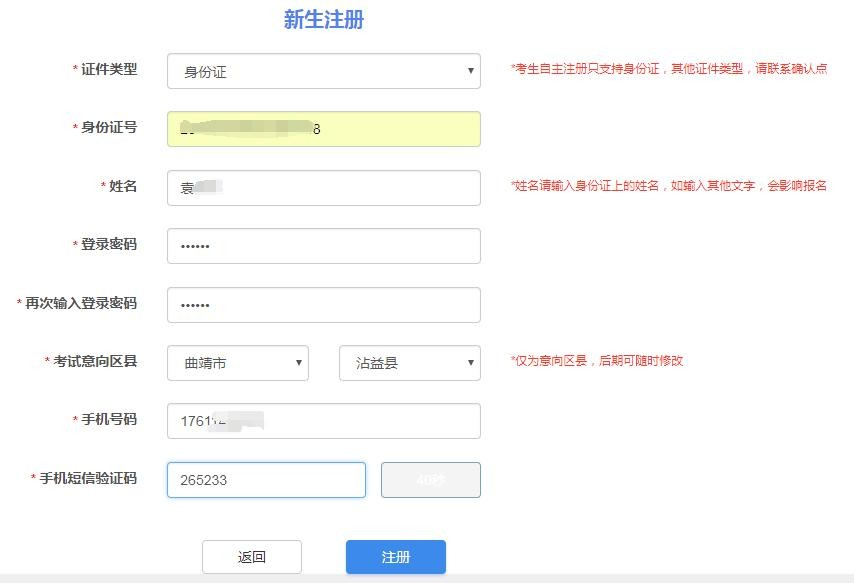 新生注册
*证件类型 身份证 *考生自主注册只支持身份证，其他证件类型，请联系确认点
*身份证号 8
*姓名 袁 *姓名请输入身份证上的姓名，如输入其他文字，会影响报名
*登录密码 ••••••
*再次输入登录密码 ••••••
*考试意向区县 曲靖市 沾益县 *仅为意向区县，后期可随时修改
*手机号码 1761
*手机短信验证码 265233 40秒
返回 注册